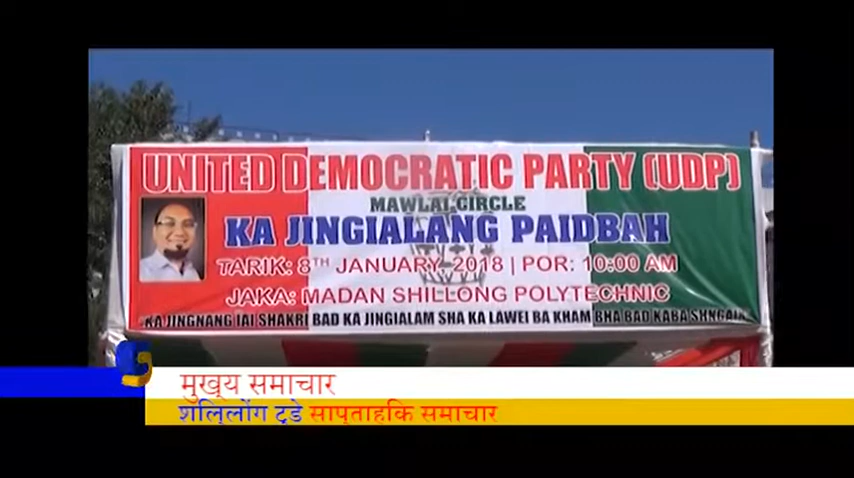 UNITED DEMOCRATIC PARTY (UDP)
MAWLAI CIRCLE
KA JINGIALANG PAIDBAH
TARIK: 8TH JANUARY-2018 | POR: 10:00 AM
JAKA: MADAN SHILLONG POLYTECHNIC
KA JINGNANG IAI SHAKRI BAD KA JINGIALAM SHA KA LAWEI BA KHAM BHA BAD KABA SHNGAIN
मुख्य समाचार
शलि्लोंग टुडे साप्ताहकि समाचार